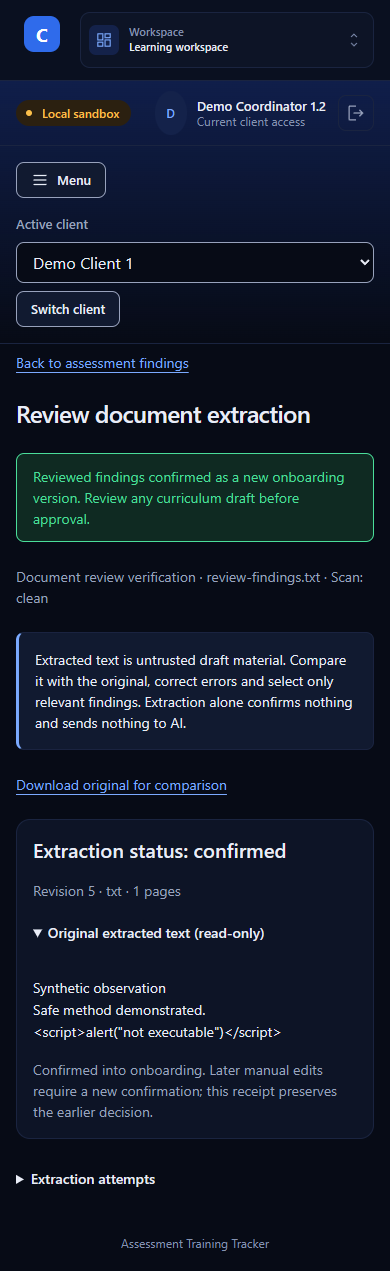 C
Workspace
Learning workspace
Local sandbox
D
Demo Coordinator 1.2
Current client access
Menu
Active client
Demo Client 1
Switch client
Back to assessment findings
Review document extraction
Reviewed findings confirmed as a new onboarding
version. Review any curriculum draft before
approval.
Document review verification · review-findings.txt · Scan:
clean
Extracted text is untrusted draft material. Compare
it with the original, correct errors and select only
relevant findings. Extraction alone confirms nothing
and sends nothing to AI.
Download original for comparison
Extraction status: confirmed
Revision 5 · txt · 1 pages
Original extracted text (read-only)
Synthetic observation
Safe method demonstrated.
<script>alert("not executable")</script>
Confirmed into onboarding. Later manual edits
require a new confirmation; this receipt preserves
the earlier decision.
Extraction attempts
Assessment Training Tracker